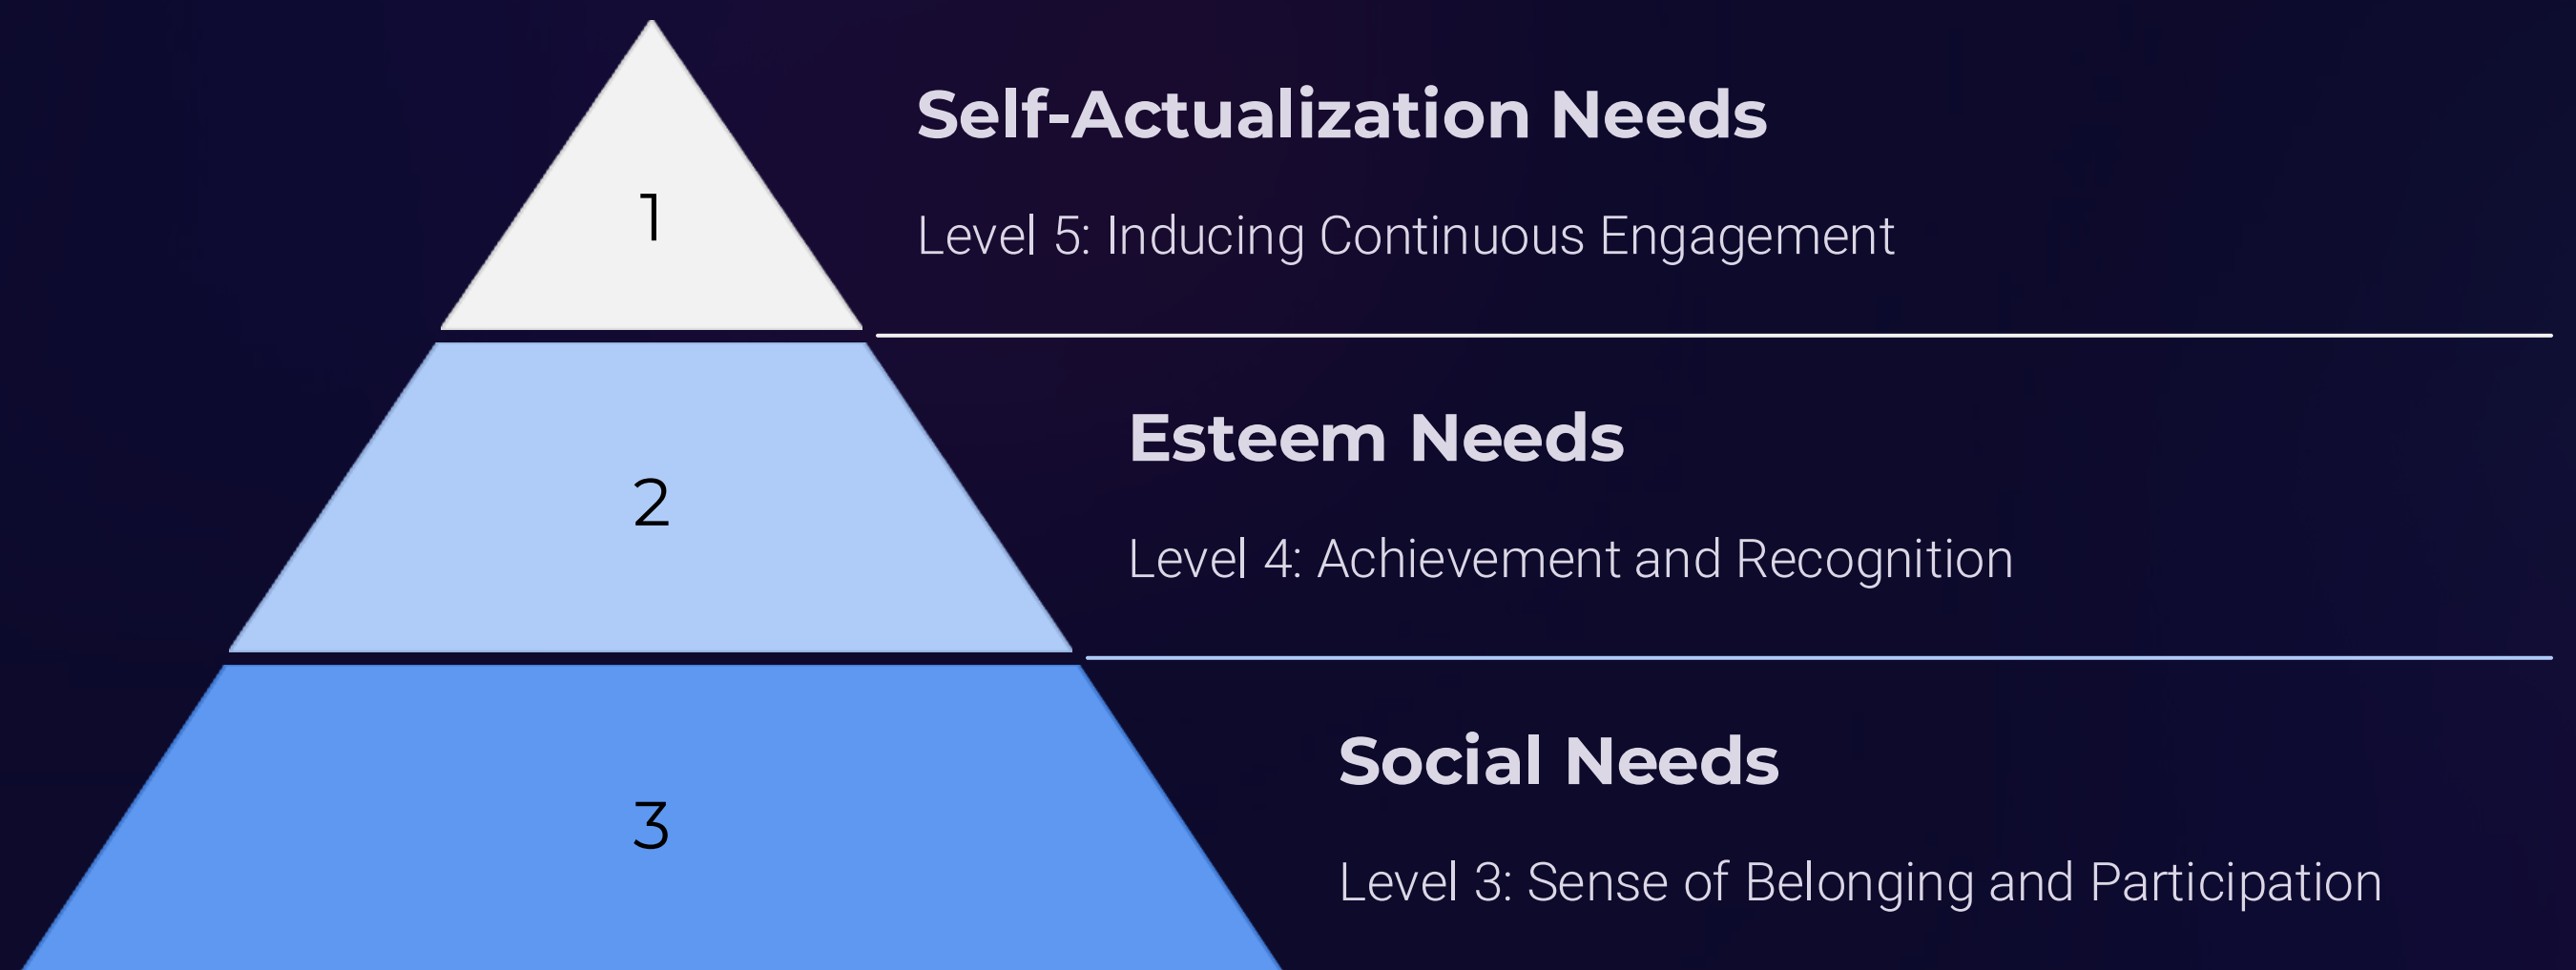 1
Self-Actualization Needs
Level 5: Inducing Continuous Engagement
2
Esteem Needs
Level 4: Achievement and Recognition
3
Social Needs
Level 3: Sense of Belonging and Participation